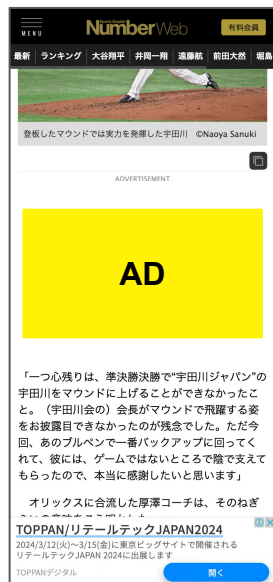 MENU
Sports Graphic
NumberWeb
有料会員
最新 ランキング 大谷翔平 井岡一翔 遠藤航 前田大然 堀島
登板したマウンドでは実力を発揮した宇田川 ©Naoya Sanuki
ADVERTISEMENT
AD
「一つ心残りは、準決勝決勝で“宇田川ジャパン”の
宇田川をマウンドに上げることができなかったこ
と。（宇田川会の）会長がマウンドで飛躍する姿
をお披露目できなかったのが残念でした。ただ今
回、あのブルペンで一番バックアップに回ってく
れて、彼には、ゲームではないところで陰で支えて
もらったので、本当に感謝したいと思います」
オリックスに合流した厚澤コーチは、そのねぎ
TOPPAN/リテールテックJAPAN2024
2024/3/12(火)〜3/15(金)に東京ビッグサイトで開催される
リテールテックJAPAN 2024に出展します
TOPPANデジタル
開く